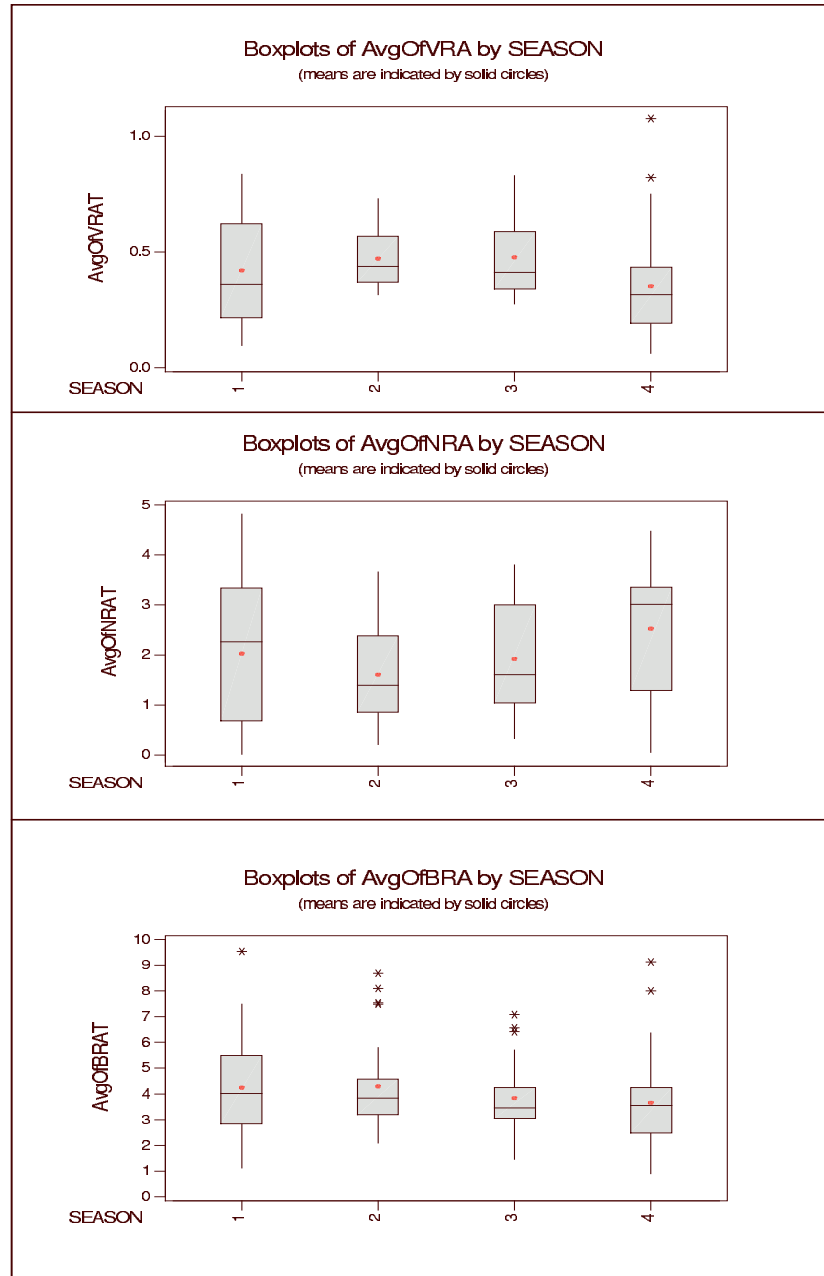 Boxplots of AvgOfVRA by SEASON
(means are indicated by solid circles)
1.0
0.5
0.0
AvgOfVRAT
SEASON
1
2
3
4
Boxplots of AvgOfNRA by SEASON
(means are indicated by solid circles)
5
4
3
2
1
0
AvgOfNRAT
SEASON
1
2
3
4
Boxplots of AvgOfBRA by SEASON
(means are indicated by solid circles)
10
9
8
7
6
5
4
3
2
1
0
AvgOfBRAT
SEASON
1
2
3
4